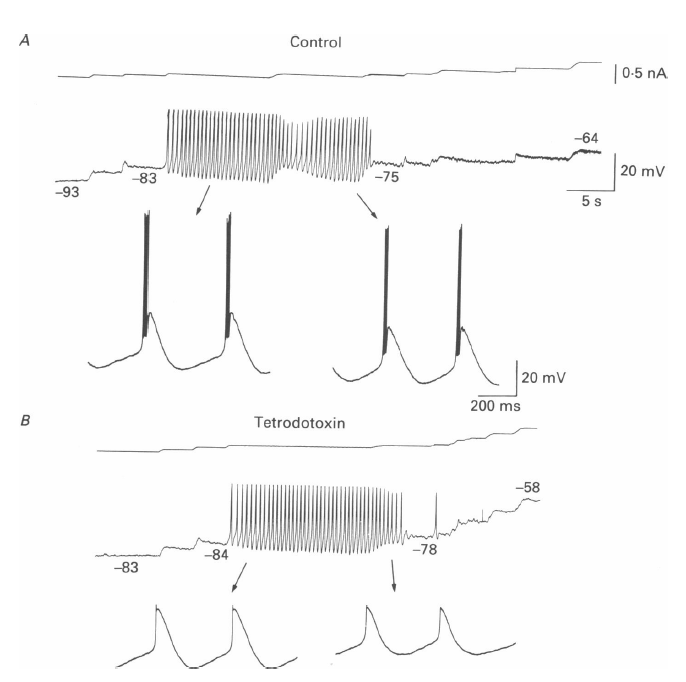 A
Control
0·5 nA
–93
–83
–75
–64
20 mV
5 s
20 mV
200 ms
B
Tetrodotoxin
–83
–84
–78
–58